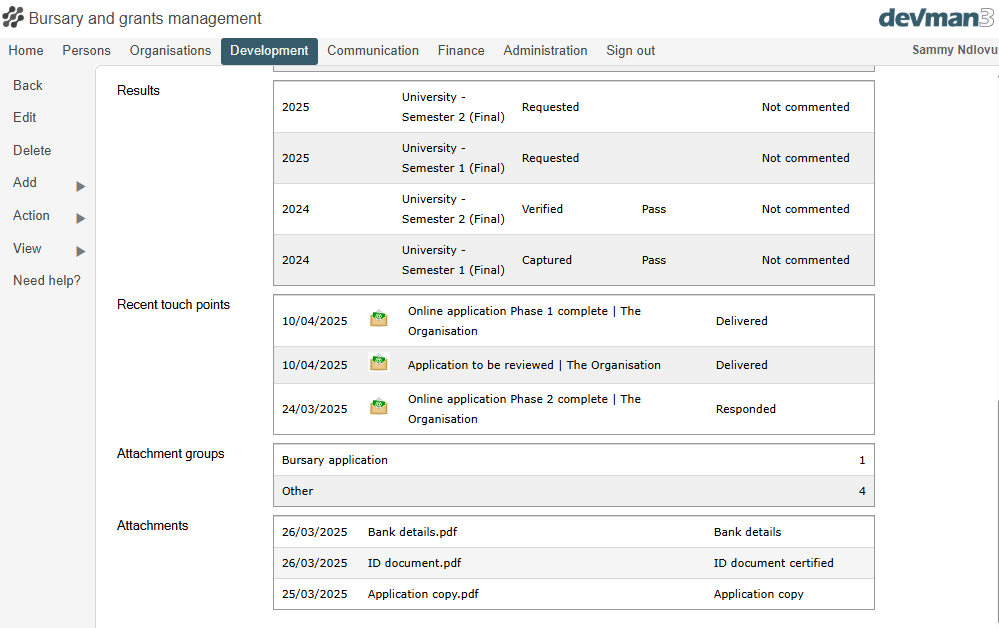 Bursary and grants management
devman3
Home Persons Organisations Development Communication Finance Administration Sign out Sammy Ndlovu
Back
Edit
Delete
Add
Action
View
Need help?
Results
2025 University - Semester 2 (Final) Requested Not commented
2025 University - Semester 1 (Final) Requested Not commented
2024 University - Semester 2 (Final) Verified Pass Not commented
2024 University - Semester 1 (Final) Captured Pass Not commented
Recent touch points
10/04/2025 Online application Phase 1 complete | The Organisation Delivered
10/04/2025 Application to be reviewed | The Organisation Delivered
24/03/2025 Online application Phase 2 complete | The Organisation Responded
Attachment groups
Bursary application 1
Other 4
Attachments
26/03/2025 Bank details.pdf Bank details
26/03/2025 ID document.pdf ID document certified
25/03/2025 Application copy.pdf Application copy